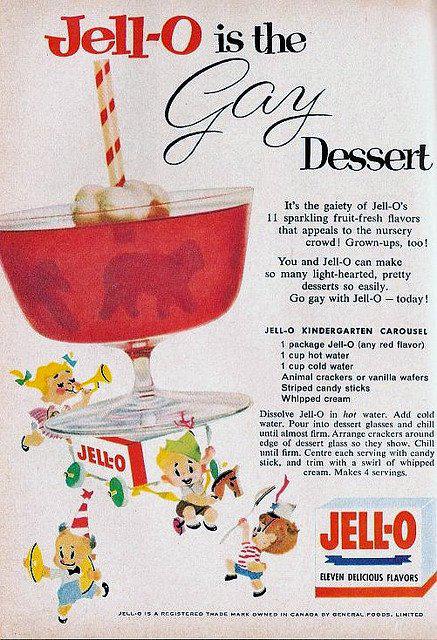 Jell-O is the
Gay
Dessert
It's the gaiety of Jell-O's
11 sparkling fruit-fresh flavors
that appeals to the nursery
crowd! Grown-ups, too!
You and Jell-O can make
so many light-hearted, pretty
desserts so easily.
Go gay with Jell-O — today!
JELL-O KINDERGARTEN CAROUSEL
1 package Jell-O (any red flavor)
1 cup hot water
1 cup cold water
Animal crackers or vanilla wafers
Striped candy sticks
Whipped cream
Dissolve Jell-O in hot water. Add cold
water. Pour into dessert glasses and chill
until almost firm. Arrange crackers around
edge of dessert glass so they show. Chill
until firm. Centre each serving with candy
stick, and trim with a swirl of whipped
cream. Makes 4 servings.
JELL-O
JELL-O
ELEVEN DELICIOUS FLAVORS
JELL-O IS A REGISTERED TRADE MARK OWNED IN CANADA BY GENERAL FOODS, LIMITED